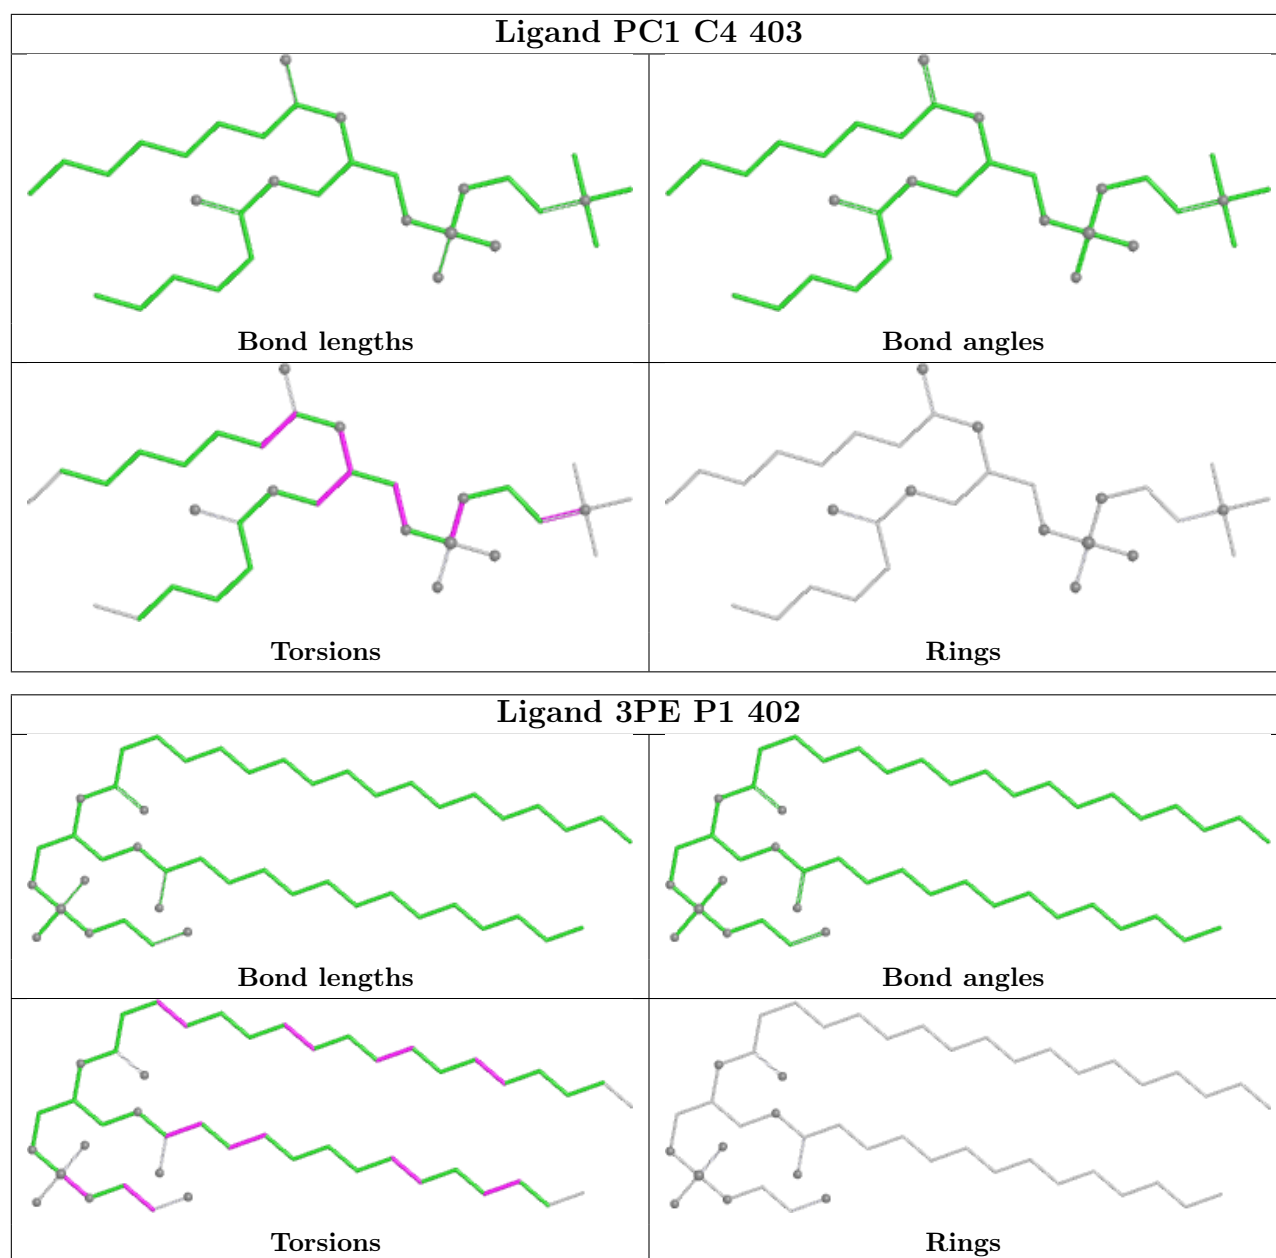 Ligand PC1 C4 403
Bond lengths
Bond angles
Torsions
Rings
Ligand 3PE P1 402
Bond lengths
Bond angles
Torsions
Rings